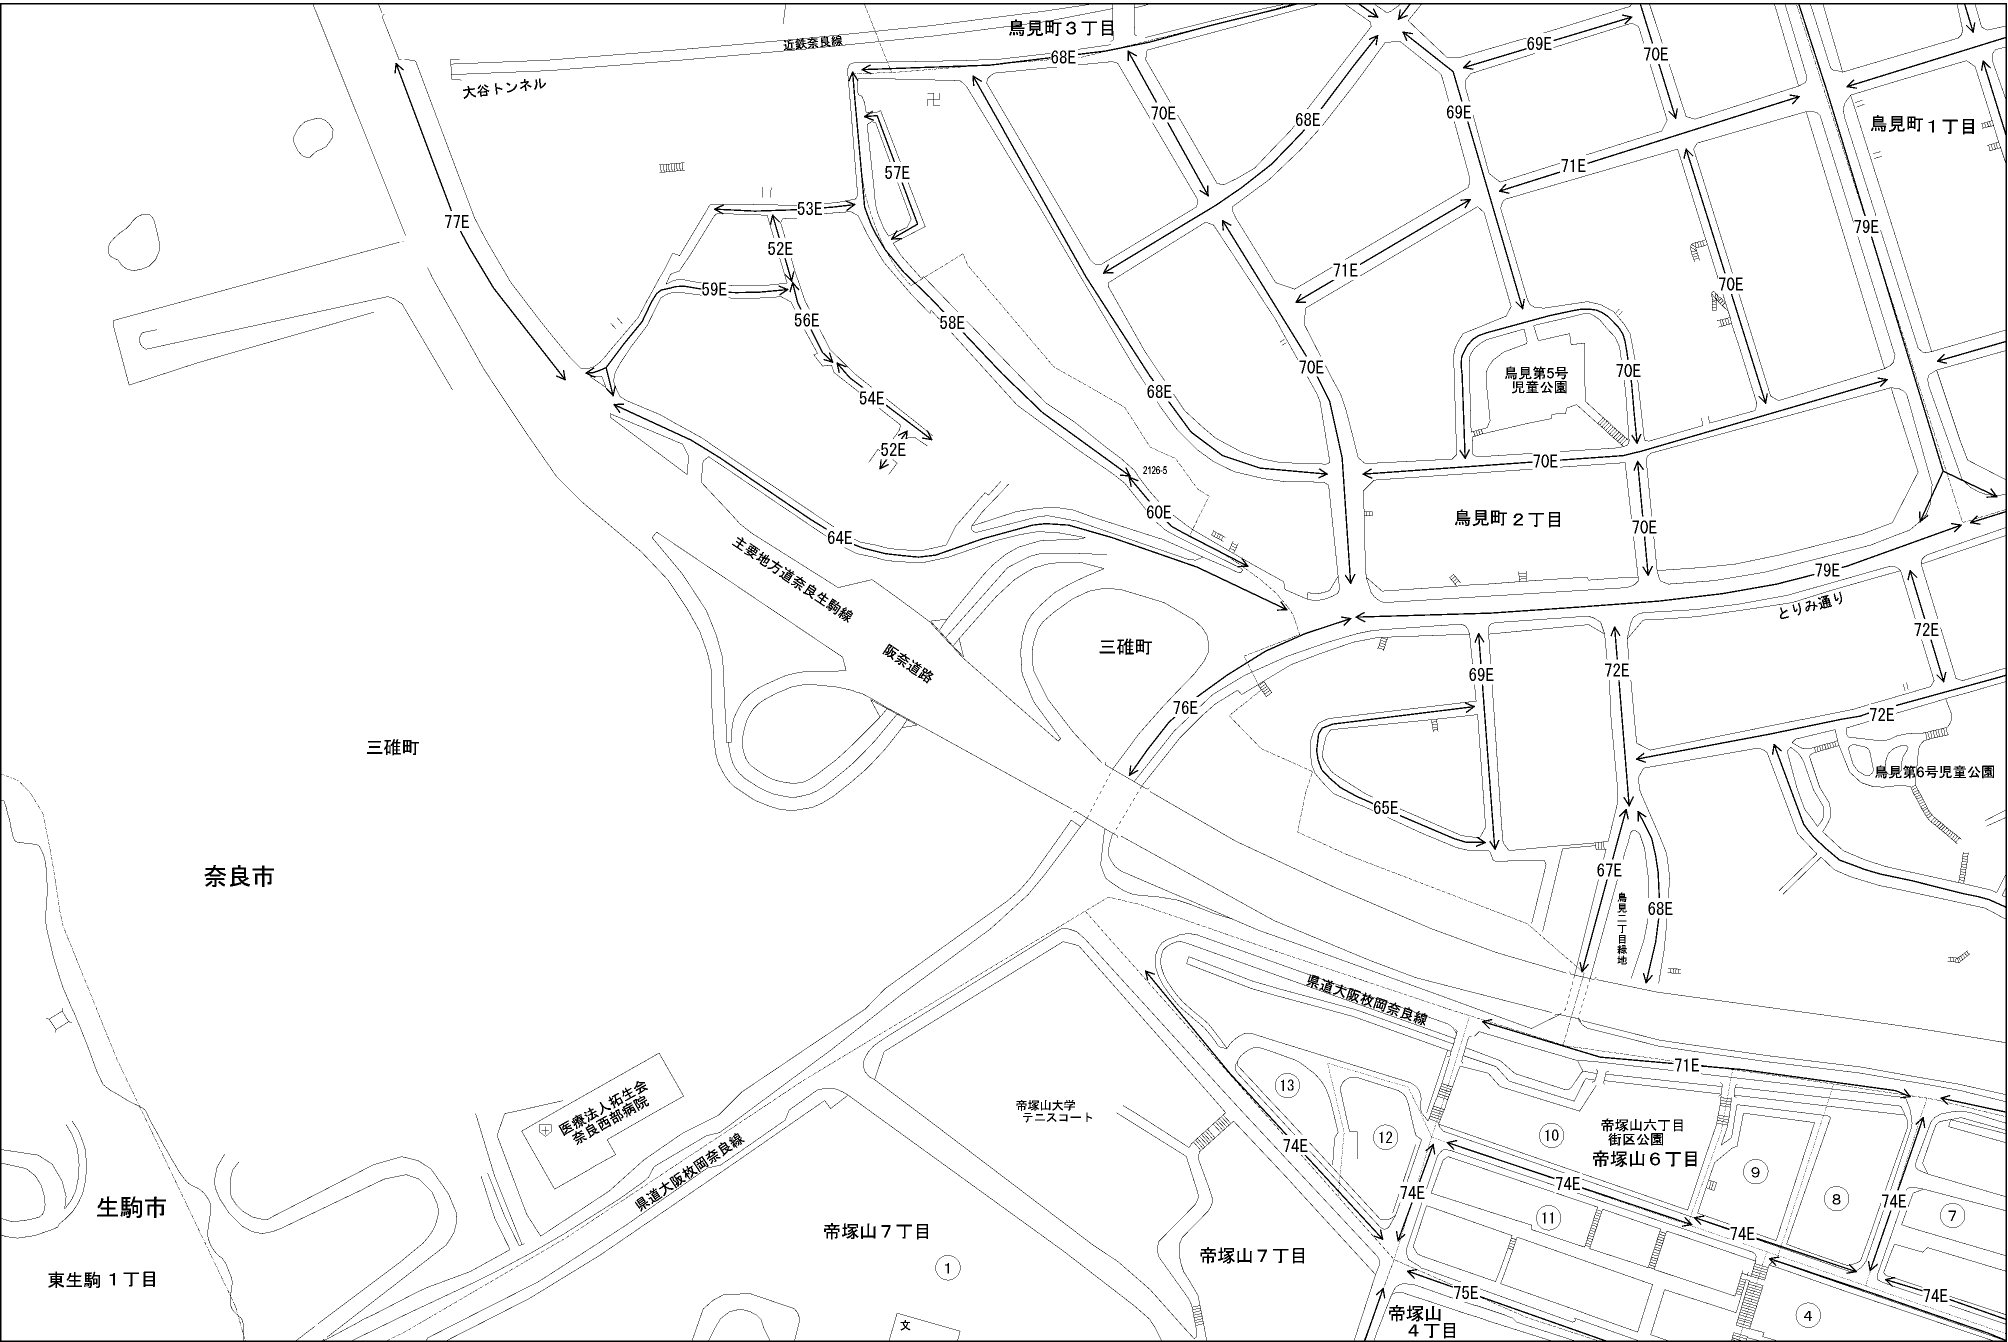 近鉄奈良線
鳥見町3丁目
68E
69E
70E
大谷トンネル
70E
68E
69E
鳥見町1丁目
57E
71E
77E
53E
79E
52E
71E
59E
70E
56E
58E
70E
70E
鳥見第5号
児童公園
68E
54E
52E
70E
2126-5
60E
鳥見町2丁目
70E
64E
主要地方道奈良生駒線
79E
とりみ通り
72E
阪奈道路
三碓町
69E
72E
76E
72E
三碓町
鳥見第6号児童公園
65E
奈良市
67E
68E
鳥見二丁目緑地
県道大阪枚岡奈良線
71E
13
医療法人拓生会
奈良西部病院
帝塚山大学
テニスコート
12
10
帝塚山六丁目
街区公園
帝塚山6丁目
74E
9
県道大阪枚岡奈良線
74E
74E
8
74E
生駒市
11
7
帝塚山7丁目
74E
帝塚山7丁目
1
東生駒1丁目
75E
74E
帝塚山
4丁目
4
文